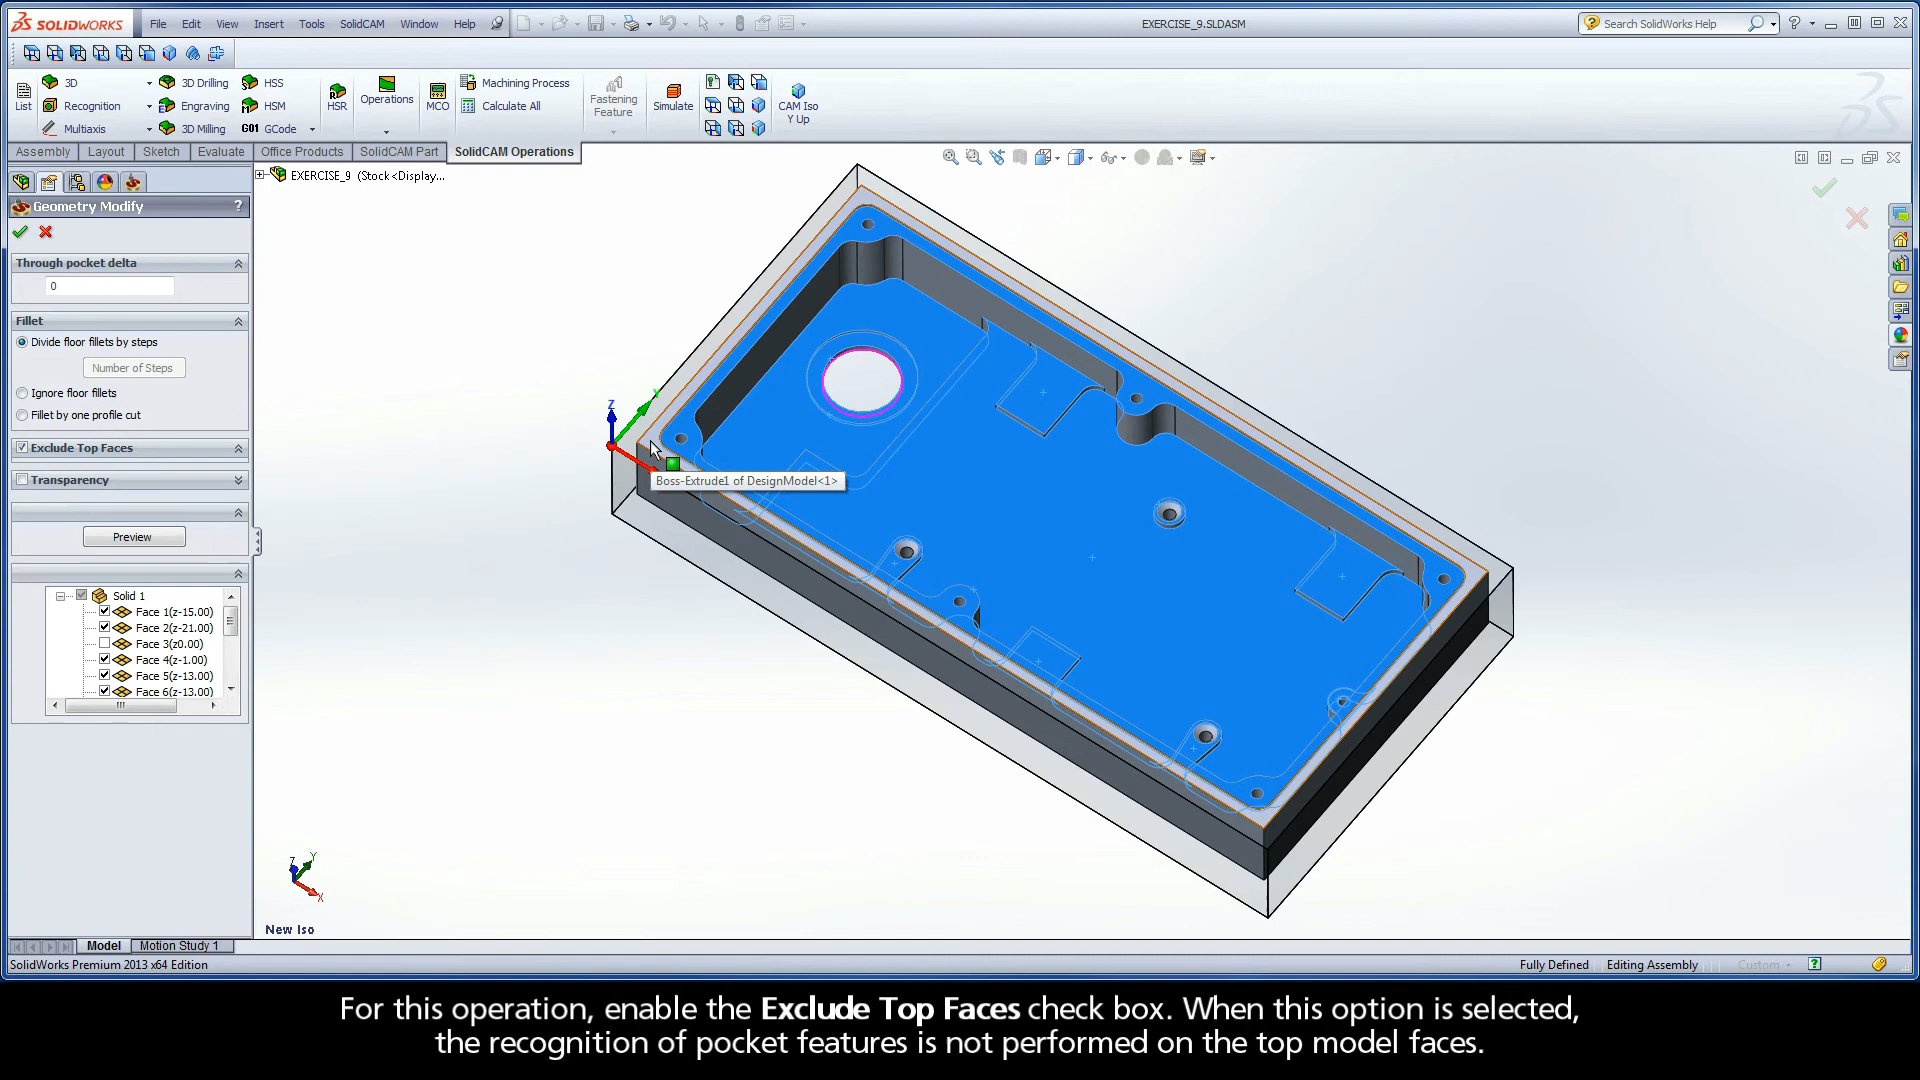 SOLIDWORKS File Edit View Insert Tools SolidCAM Window Help EXERCISE_9.SLDASM Search SolidWorks Help ?
3D 3D Drilling HSS Machining Process
List Recognition Engraving HSM HSR Operations MCO Calculate All Fastening Feature Simulate CAM Iso Y Up
Multiaxis 3D Milling G01 GCode
Assembly Layout Sketch Evaluate Office Products SolidCAM Part SolidCAM Operations
EXERCISE_9 (Stock<Display...
Geometry Modify ?
Through pocket delta
0
Fillet
Divide floor fillets by steps
Number of Steps
Ignore floor fillets
Fillet by one profile cut
Exclude Top Faces
Transparency
Preview
Solid 1
Face 1(z-15.00)
Face 2(z-21.00)
Face 3(z0.00)
Face 4(z-1.00)
Face 5(z-13.00)
Face 6(z-13.00)
Z
Boss-Extrude1 of DesignModel<1>
Z Y X
New Iso
Model Motion Study 1
SolidWorks Premium 2013 x64 Edition Fully Defined Editing Assembly Custom ?
For this operation, enable the Exclude Top Faces check box. When this option is selected,
the recognition of pocket features is not performed on the top model faces.